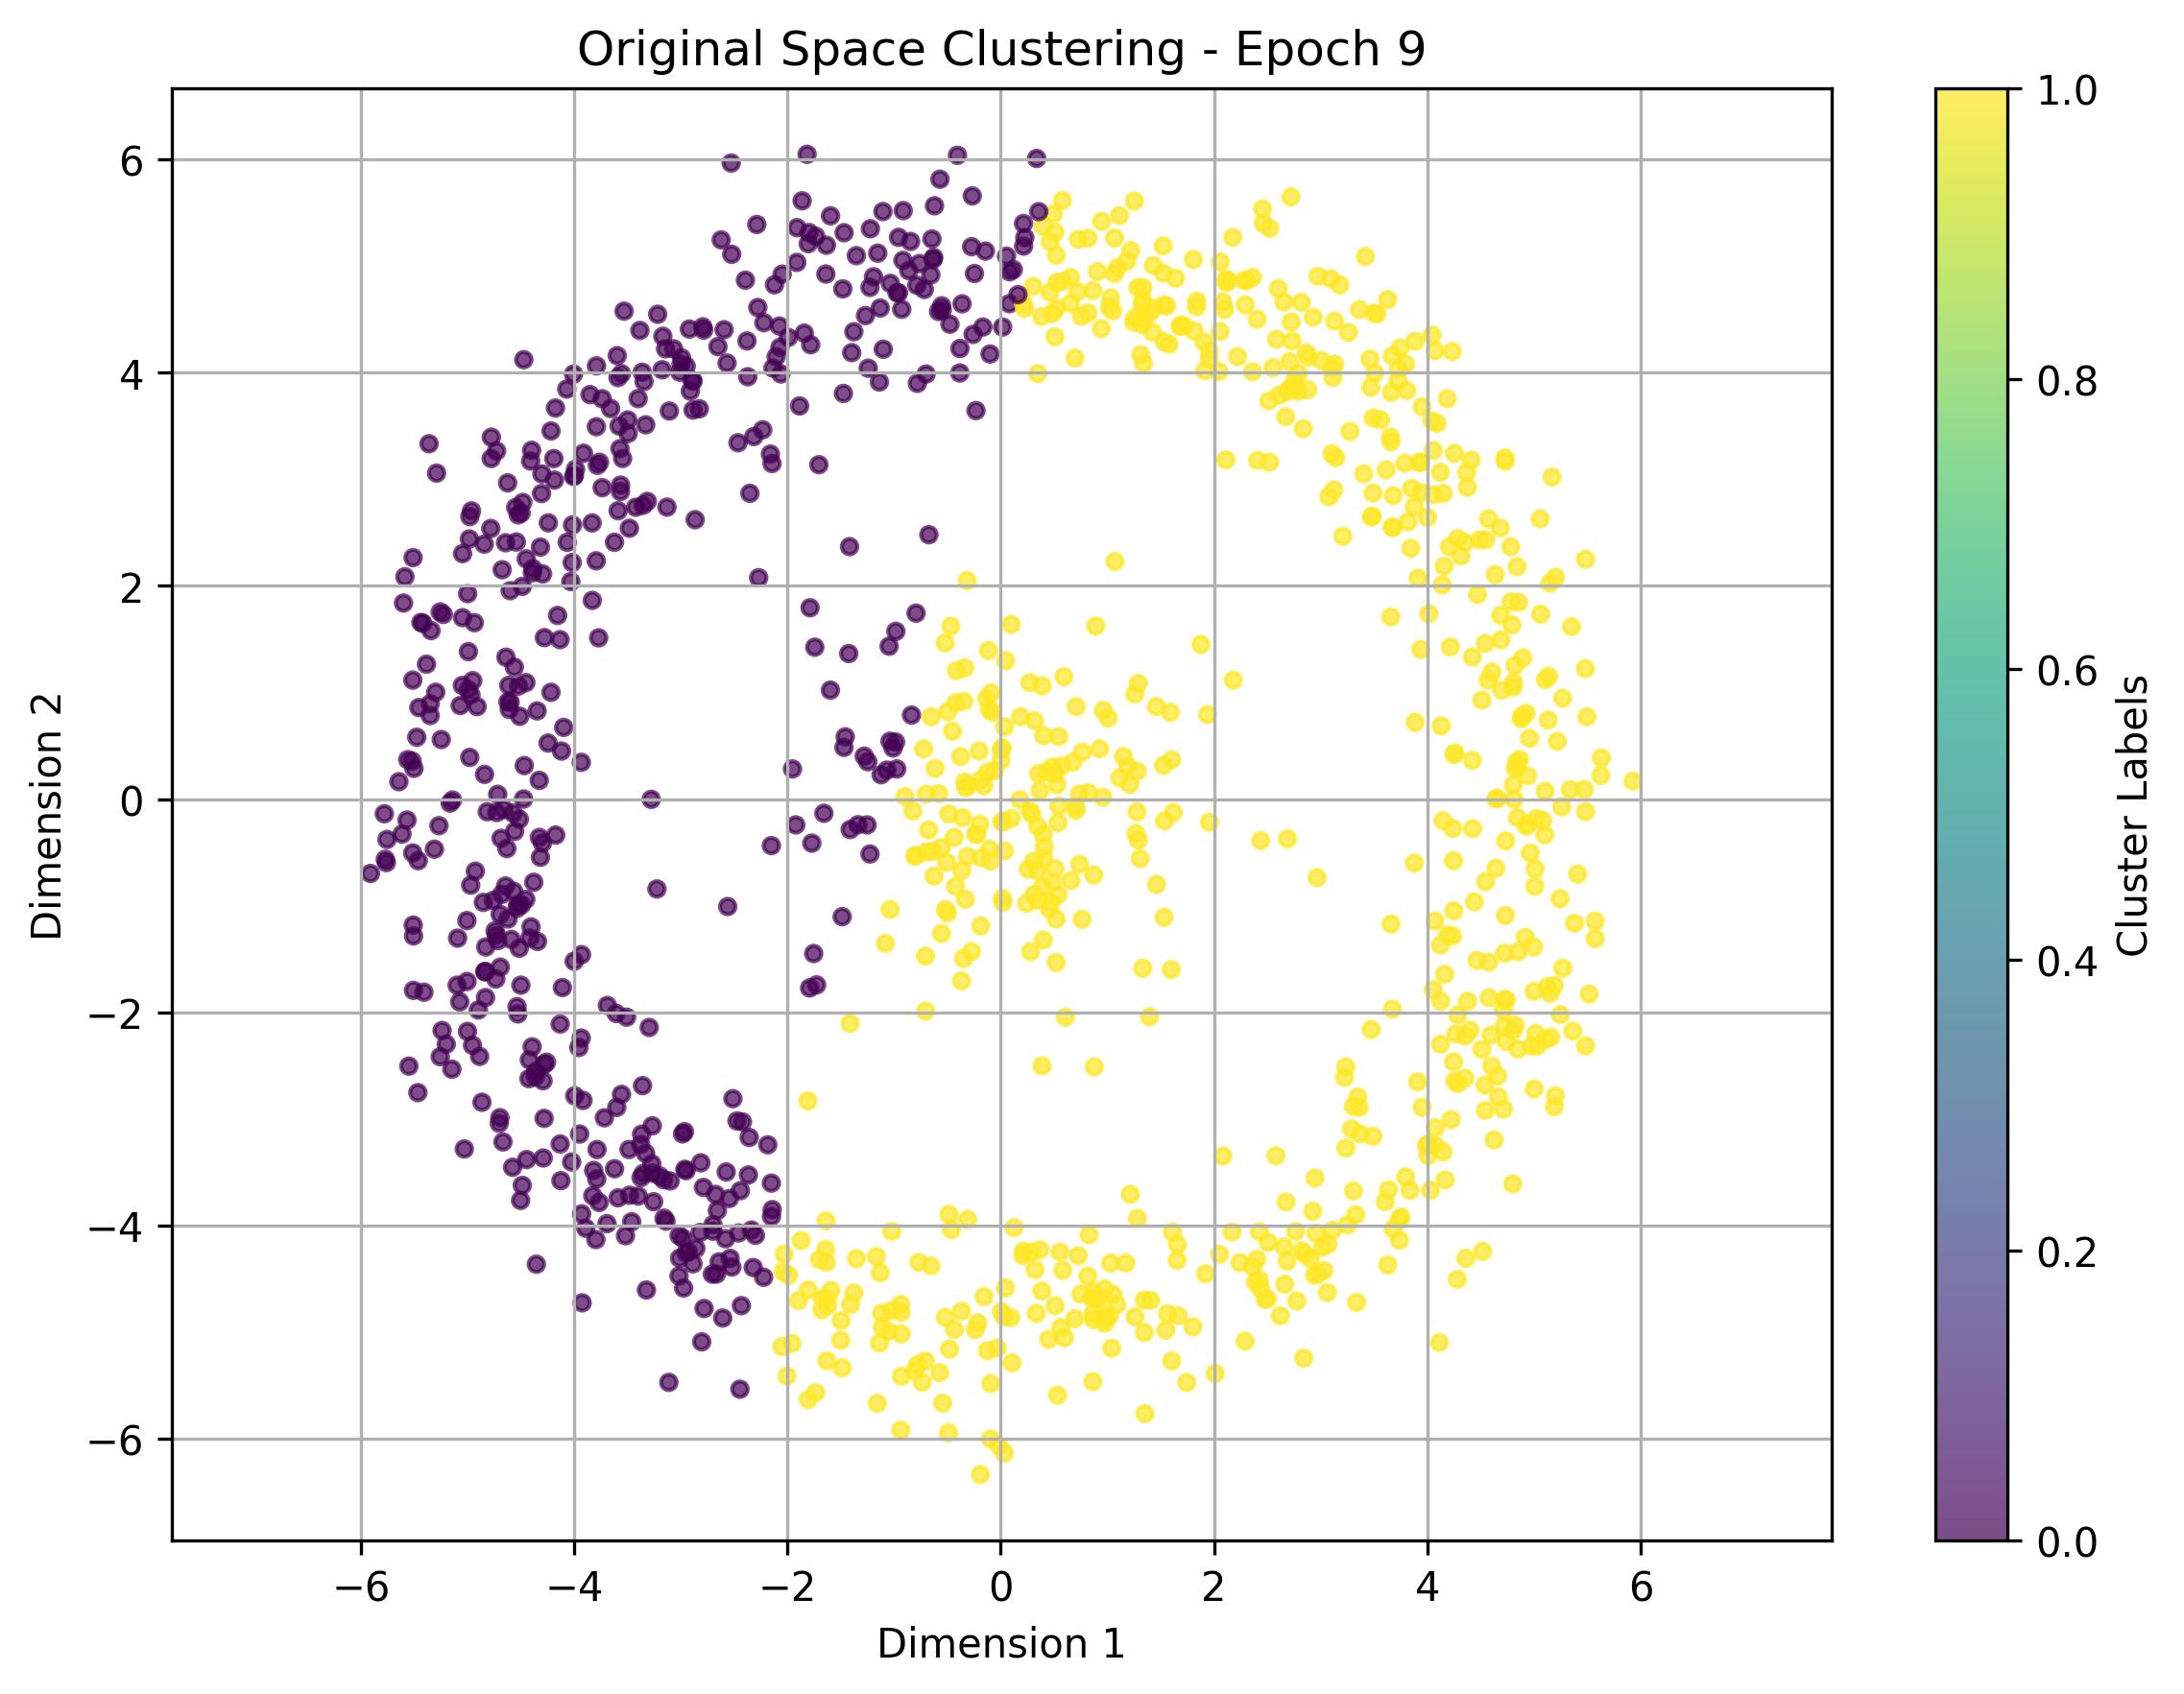 Original Space Clustering - Epoch 9
6
4
2
0
−2
−4
−6
Dimension 2
−6 −4 −2 0 2 4 6
Dimension 1
1.0
0.8
0.6
0.4
0.2
0.0
Cluster Labels